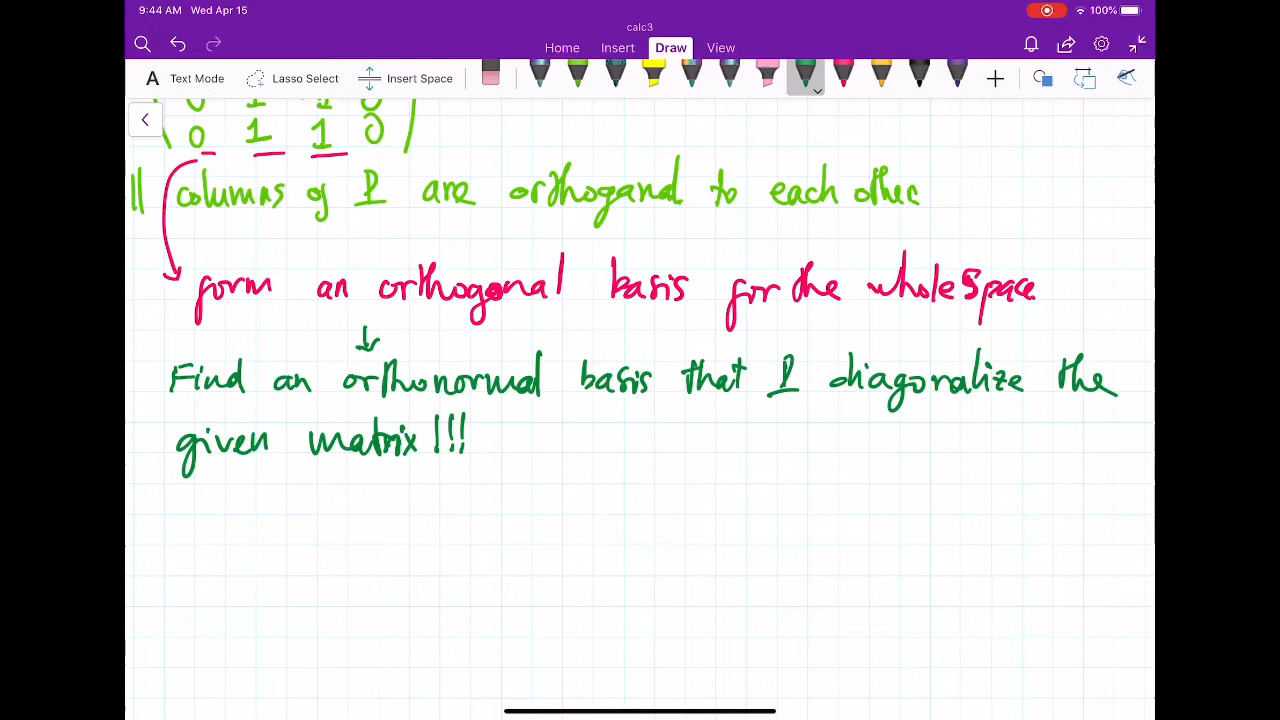 9:44 AM Wed Apr 15
100%
calc3
Home Insert Draw View
A Text Mode Lasso Select Insert Space
0 1 1 0
|| columns of P are orthogonal to each other
form an orthogonal basis for the whole space
Find an orthonormal basis that P diagonalize the
given matrix!!!